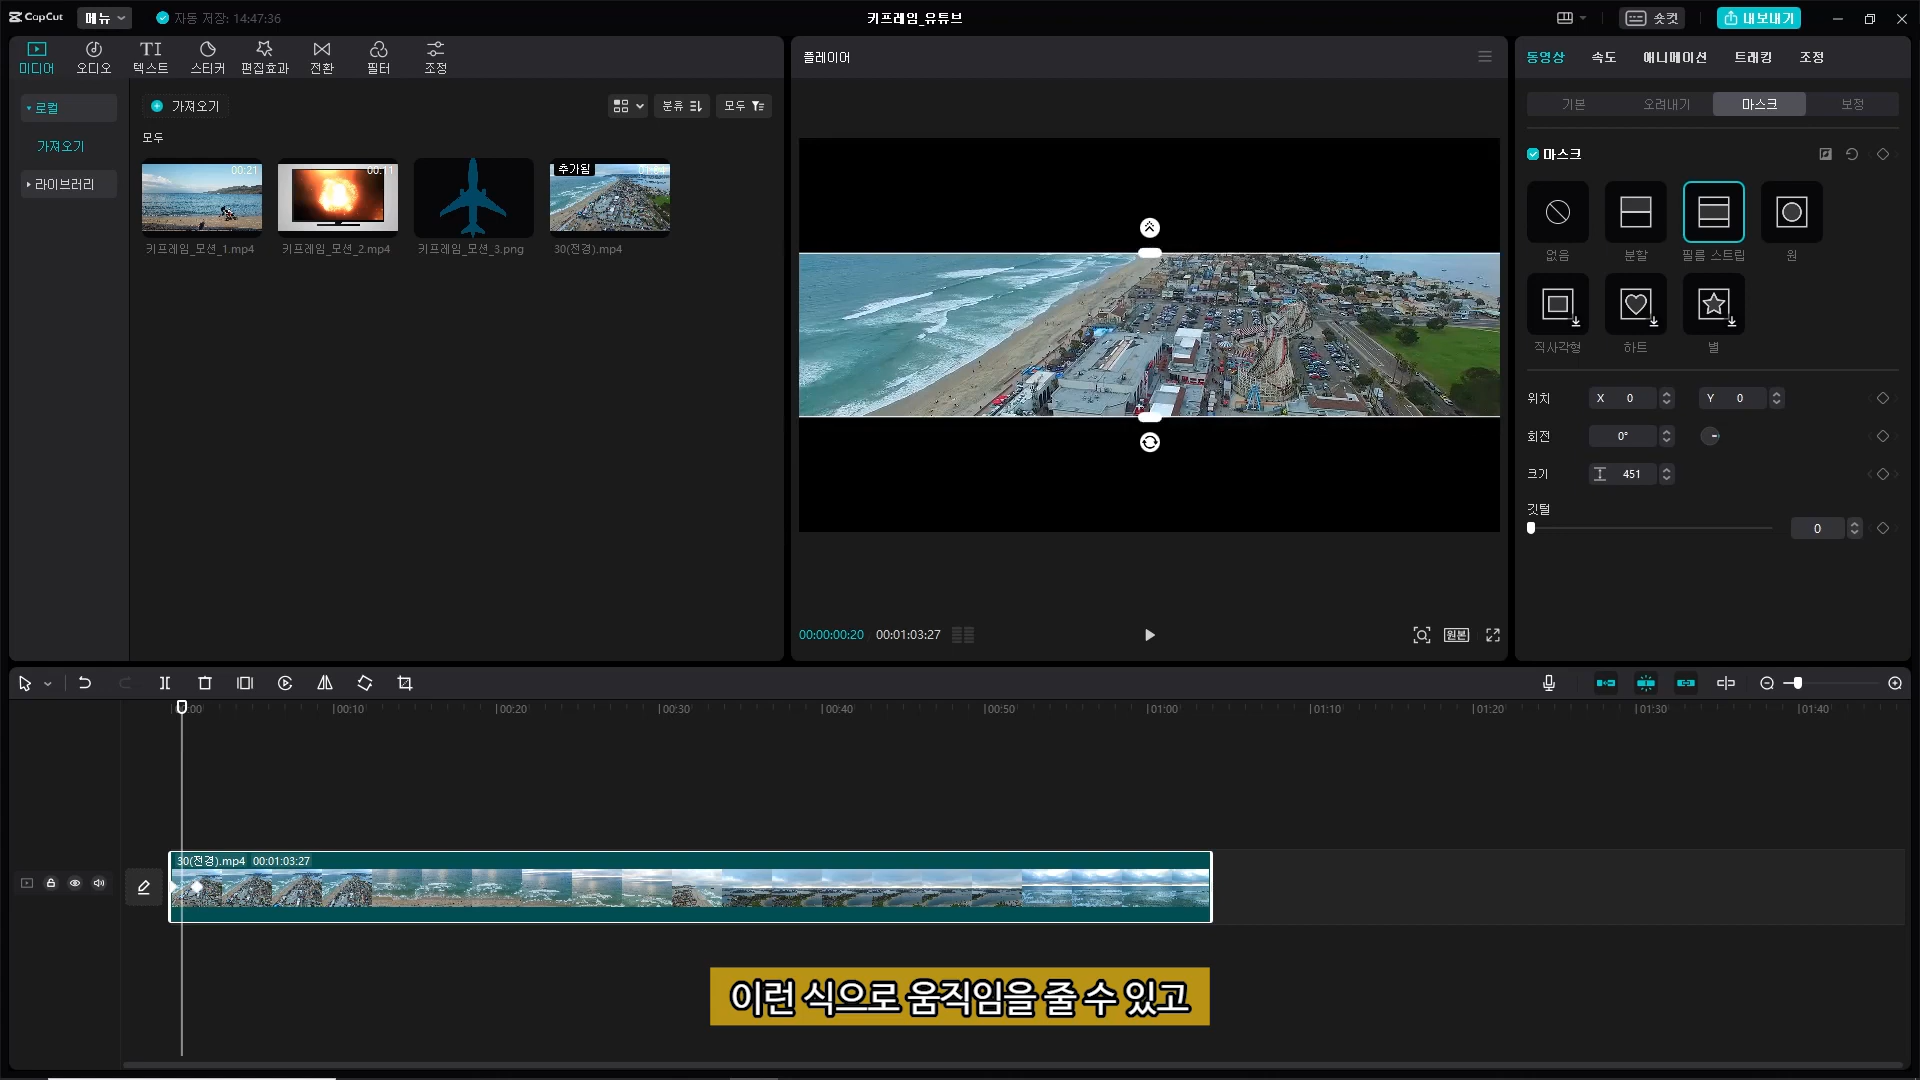 CapCut
메뉴
자동 저장: 14:47:36
키프레임_유튜브
숏컷
내보내기
미디어
오디오
텍스트
스티커
편집효과
전환
필터
조정
로컬
가져오기
라이브러리
가져오기
분류
모두
모두
00:21
키프레임_모션_1.mp4
00:11
키프레임_모션_2.mp4
키프레임_모션_3.png
추가됨
30(전경).mp4
플레이어
00:00:00:20
00:01:03:27
원본
동영상
속도
애니메이션
트래킹
조정
기본
오려내기
마스크
보정
마스크
없음
분할
필름 스트립
원
직사각형
하트
별
위치
X 0
Y 0
회전
0°
크기
451
깃털
0
00:10
00:20
00:30
00:40
00:50
01:00
01:10
01:20
01:30
01:40
30(전경).mp4 00:01:03:27
이런 식으로 움직임을 줄 수 있고